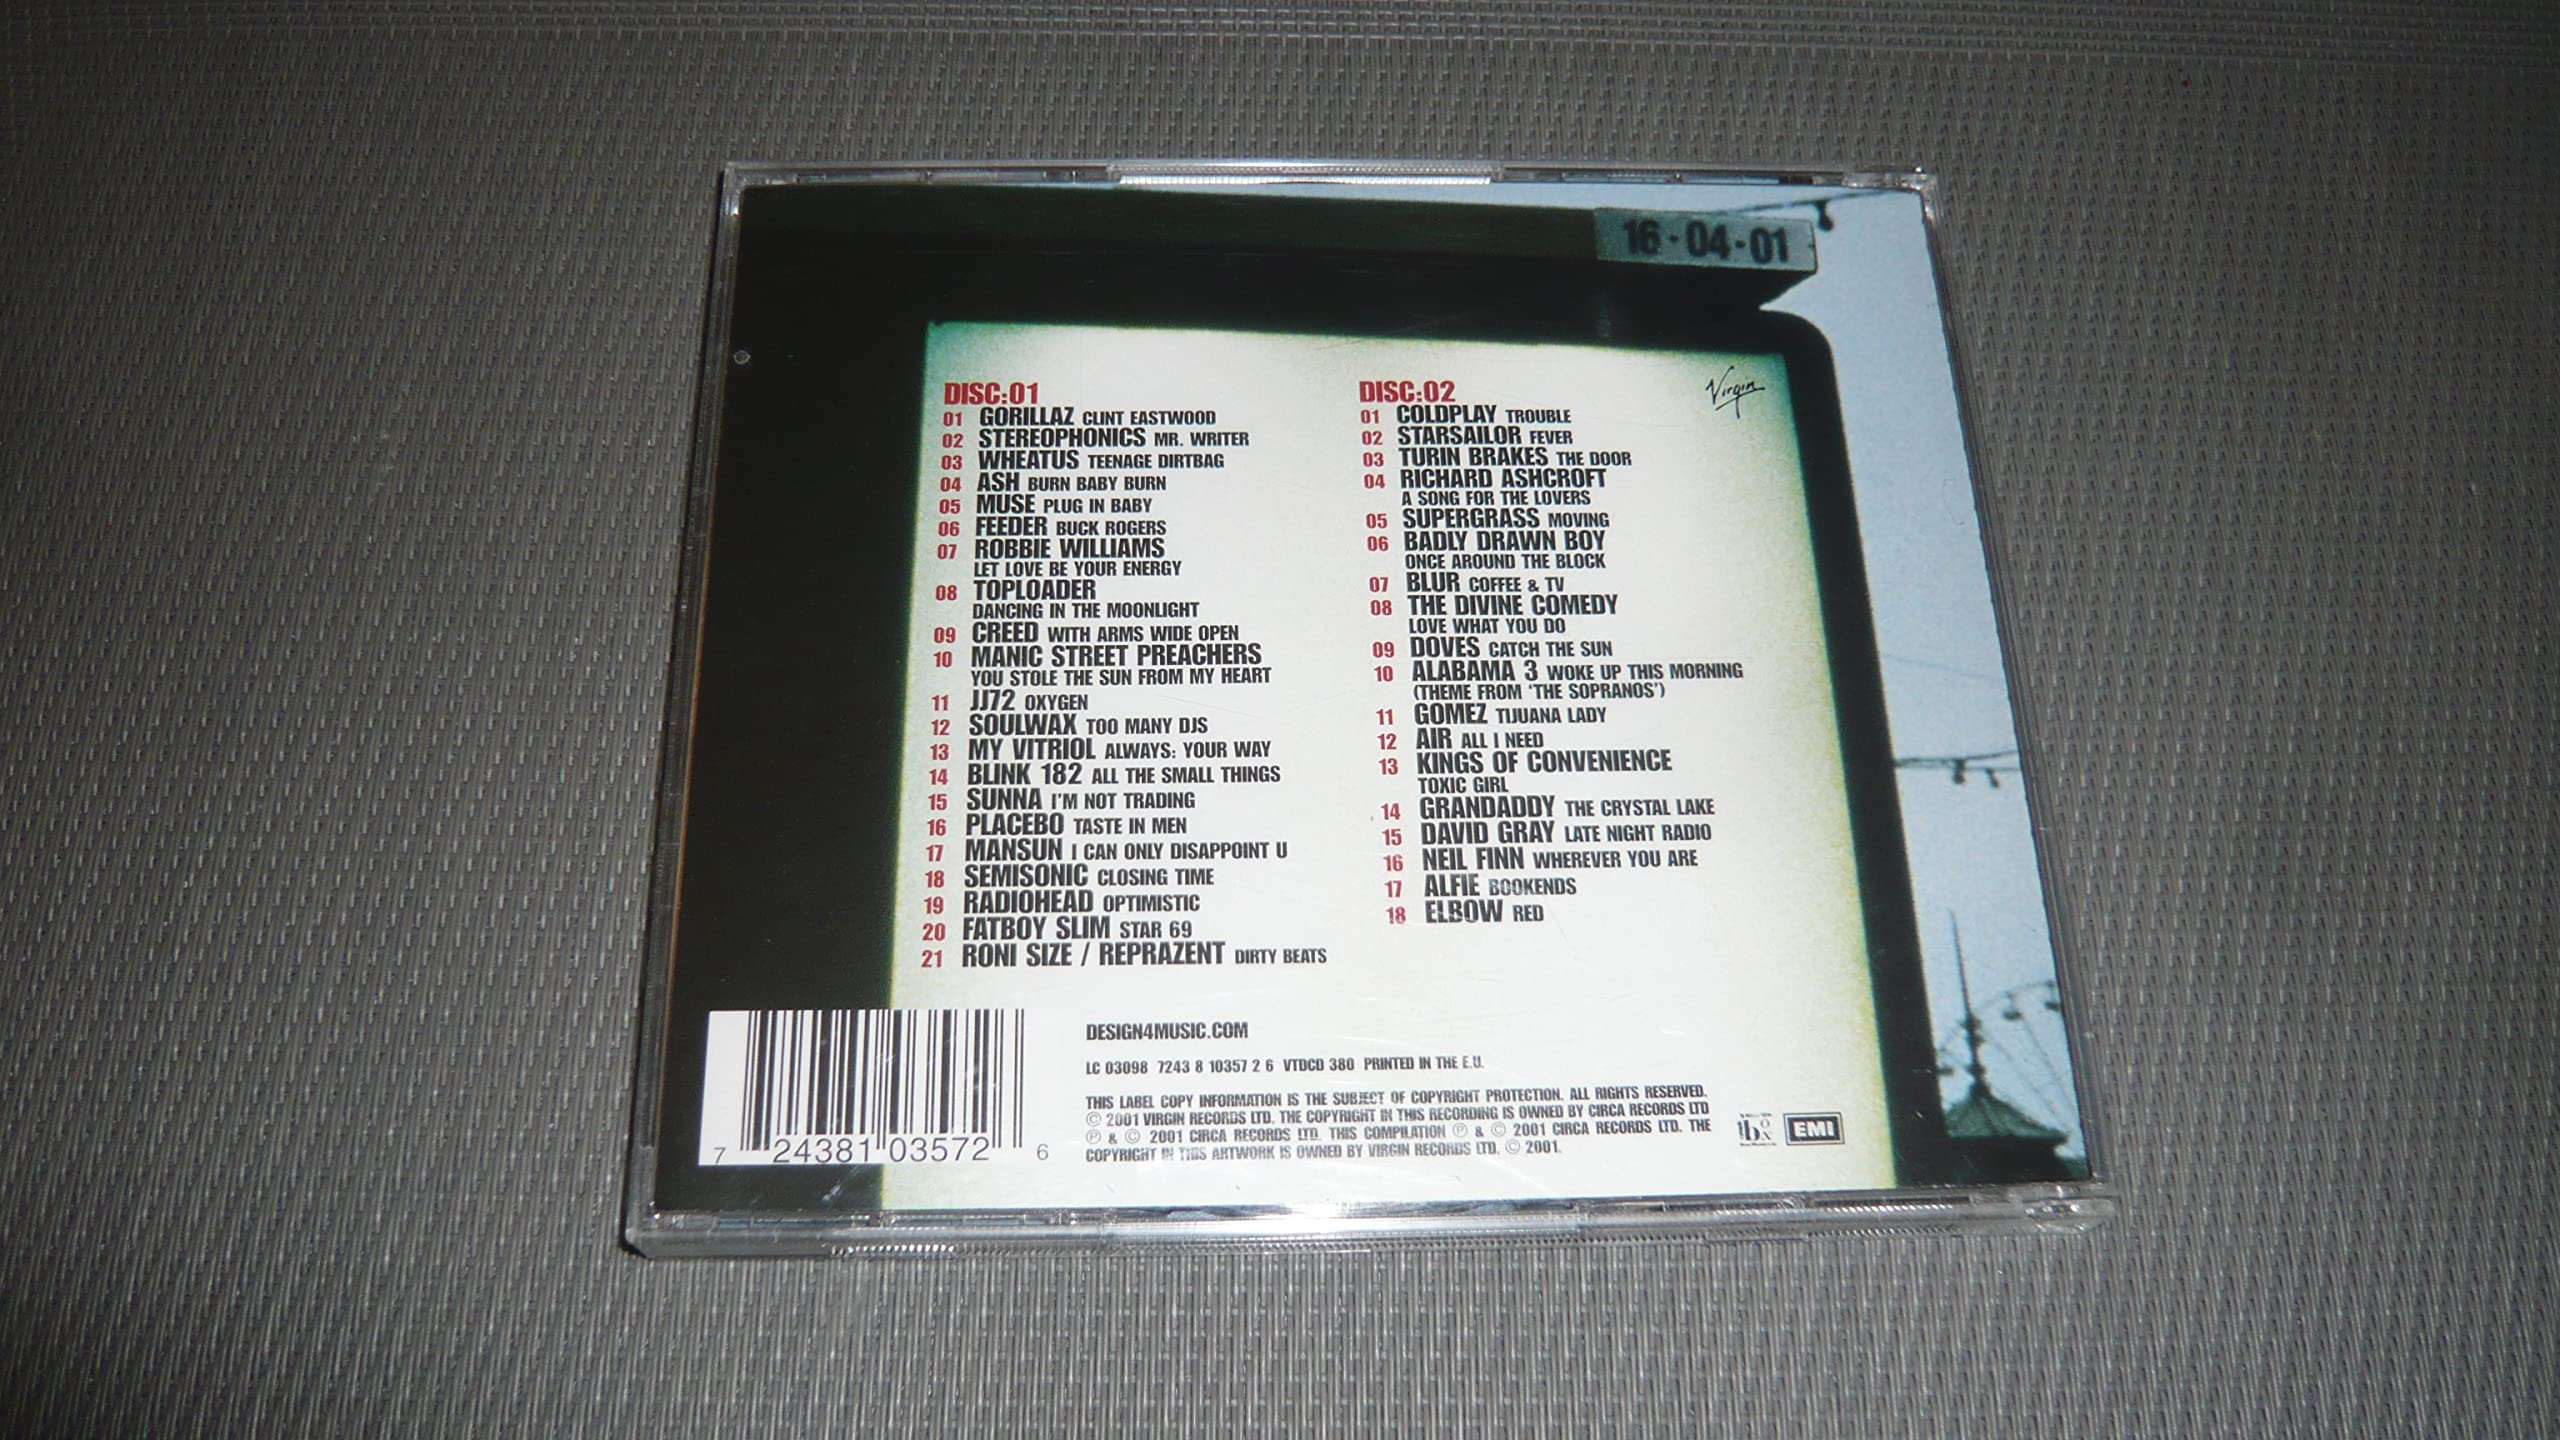 16·04·01
Virgin
DISC:01
01 GORILLAZ CLINT EASTWOOD
02 STEREOPHONICS MR. WRITER
03 WHEATUS TEENAGE DIRTBAG
04 ASH BURN BABY BURN
05 MUSE PLUG IN BABY
06 FEEDER BUCK ROGERS
07 ROBBIE WILLIAMS
LET LOVE BE YOUR ENERGY
08 TOPLOADER
DANCING IN THE MOONLIGHT
09 CREED WITH ARMS WIDE OPEN
10 MANIC STREET PREACHERS
YOU STOLE THE SUN FROM MY HEART
11 JJ72 OXYGEN
12 SOULWAX TOO MANY DJS
13 MY VITRIOL ALWAYS: YOUR WAY
14 BLINK 182 ALL THE SMALL THINGS
15 SUNNA I'M NOT TRADING
16 PLACEBO TASTE IN MEN
17 MANSUN I CAN ONLY DISAPPOINT U
18 SEMISONIC CLOSING TIME
19 RADIOHEAD OPTIMISTIC
20 FATBOY SLIM STAR 69
21 RONI SIZE / REPRAZENT DIRTY BEATS
DISC:02
01 COLDPLAY TROUBLE
02 STARSAILOR FEVER
03 TURIN BRAKES THE DOOR
04 RICHARD ASHCROFT
A SONG FOR THE LOVERS
05 SUPERGRASS MOVING
06 BADLY DRAWN BOY
ONCE AROUND THE BLOCK
07 BLUR COFFEE & TV
08 THE DIVINE COMEDY
LOVE WHAT YOU DO
09 DOVES CATCH THE SUN
10 ALABAMA 3 WOKE UP THIS MORNING
(THEME FROM 'THE SOPRANOS')
11 GOMEZ TIJUANA LADY
12 AIR ALL I NEED
13 KINGS OF CONVENIENCE
TOXIC GIRL
14 GRANDADDY THE CRYSTAL LAKE
15 DAVID GRAY LATE NIGHT RADIO
16 NEIL FINN WHEREVER YOU ARE
17 ALFIE BOOKENDS
18 ELBOW RED
7 24381 03572 6
DESIGN4MUSIC.COM
LC 03098 7243 8 10357 2 6 VTDCD 380 PRINTED IN THE E.U.
THIS LABEL COPY INFORMATION IS THE SUBJECT OF COPYRIGHT PROTECTION. ALL RIGHTS RESERVED.
© 2001 VIRGIN RECORDS LTD. THE COPYRIGHT IN THIS RECORDING IS OWNED BY CIRCA RECORDS LTD
℗ & © 2001 CIRCA RECORDS LTD. THIS COMPILATION ℗ & © 2001 CIRCA RECORDS LTD. THE
COPYRIGHT IN THIS ARTWORK IS OWNED BY VIRGIN RECORDS LTD. © 2001.
box
EMI